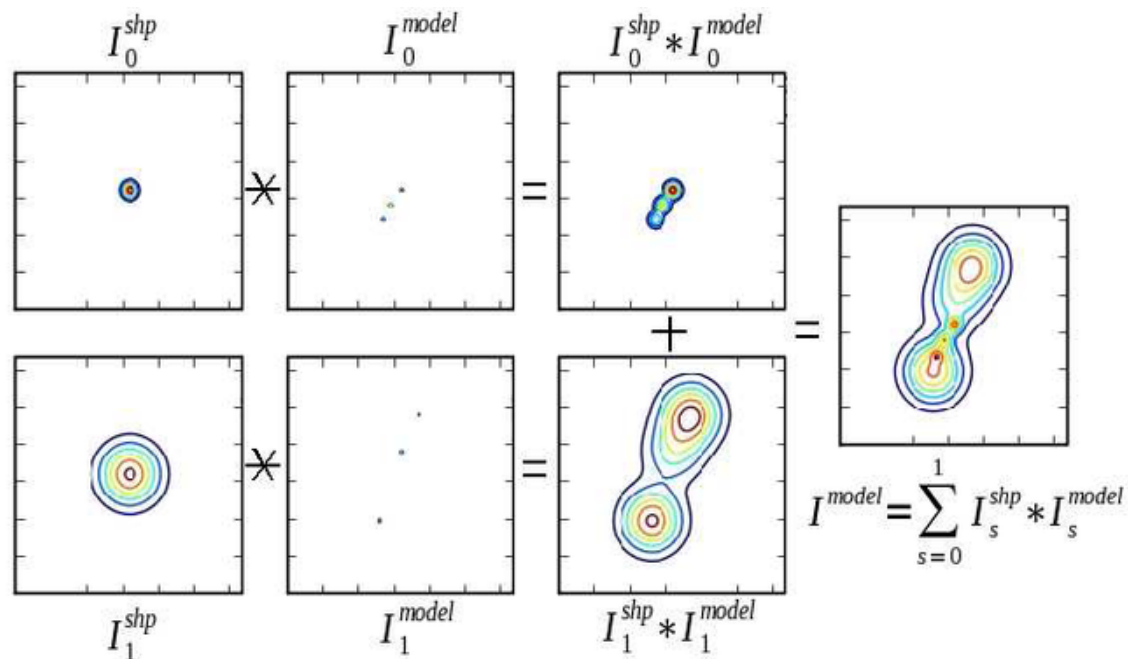 I_0^{shp} I_0^{model} I_0^{shp} * I_0^{model}
* =
+ =
* =
I^{model} = \sum_{s=0}^{1} I_s^{shp} * I_s^{model}
I_1^{shp} I_1^{model} I_1^{shp} * I_1^{model}